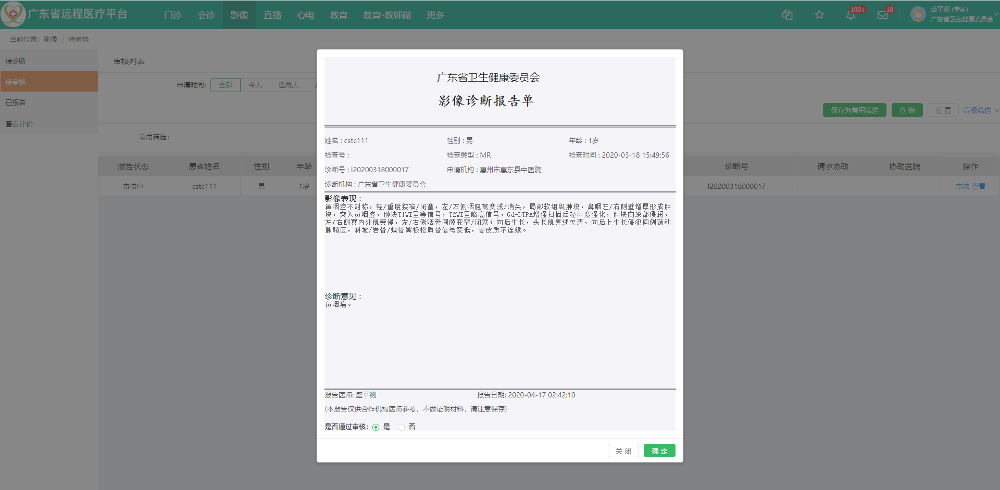 广东省远程医疗平台
门诊 会诊 影像 直播 心电 教育 教育-教师端 更多
100+ 18
盛平测 (专家)
广东省卫生健康委员会
当前位置：影像 / 待审核
待诊断
待审核
已报告
查看评价
审核列表
申请时间： 全部 今天 近两天
保存为常用筛选 查询 重置 高级筛选
常用筛选：
报告状态 患者姓名 性别 年龄 诊断号 请求协助 协助医院 操作
审核中 cstc111 男 1岁 I20200318000017 审核 查看
广东省卫生健康委员会
影像诊断报告单
姓名 : cstc111 性别 : 男 年龄 : 1岁
检查号 : 检查类型 : MR 检查时间 : 2020-03-18 15:49:56
诊断号 : I20200318000017 申请机构 : 惠州市惠东县中医院
诊断机构 : 广东省卫生健康委员会
影像表现 :
鼻咽腔不对称，轻/重度狭窄/闭塞，左/右侧咽隐窝变浅/消失，局部软组织肿块，鼻咽左/右侧壁增厚形成肿
块，突入鼻咽腔，肿块T1WI呈等信号，T2WI呈略高信号，Gd-DTPA增强扫描后轻中度强化，肿块向深部侵润，
左/右侧翼内外肌受侵，左/右侧咽旁间隙变窄/闭塞；向后生长，头长肌界线欠清，向后上生长侵犯同侧颈动
脉鞘区，斜坡/岩骨/蝶骨翼板松质骨信号变低，骨皮质不连续。
诊断意见 :
鼻咽癌。
报告医师: 盛平测 报告日期: 2020-04-17 02:42:10
(本报告仅供合作机构医师参考，不做证明材料，请注意保存)
是否通过审核： 是 否
关闭 确定